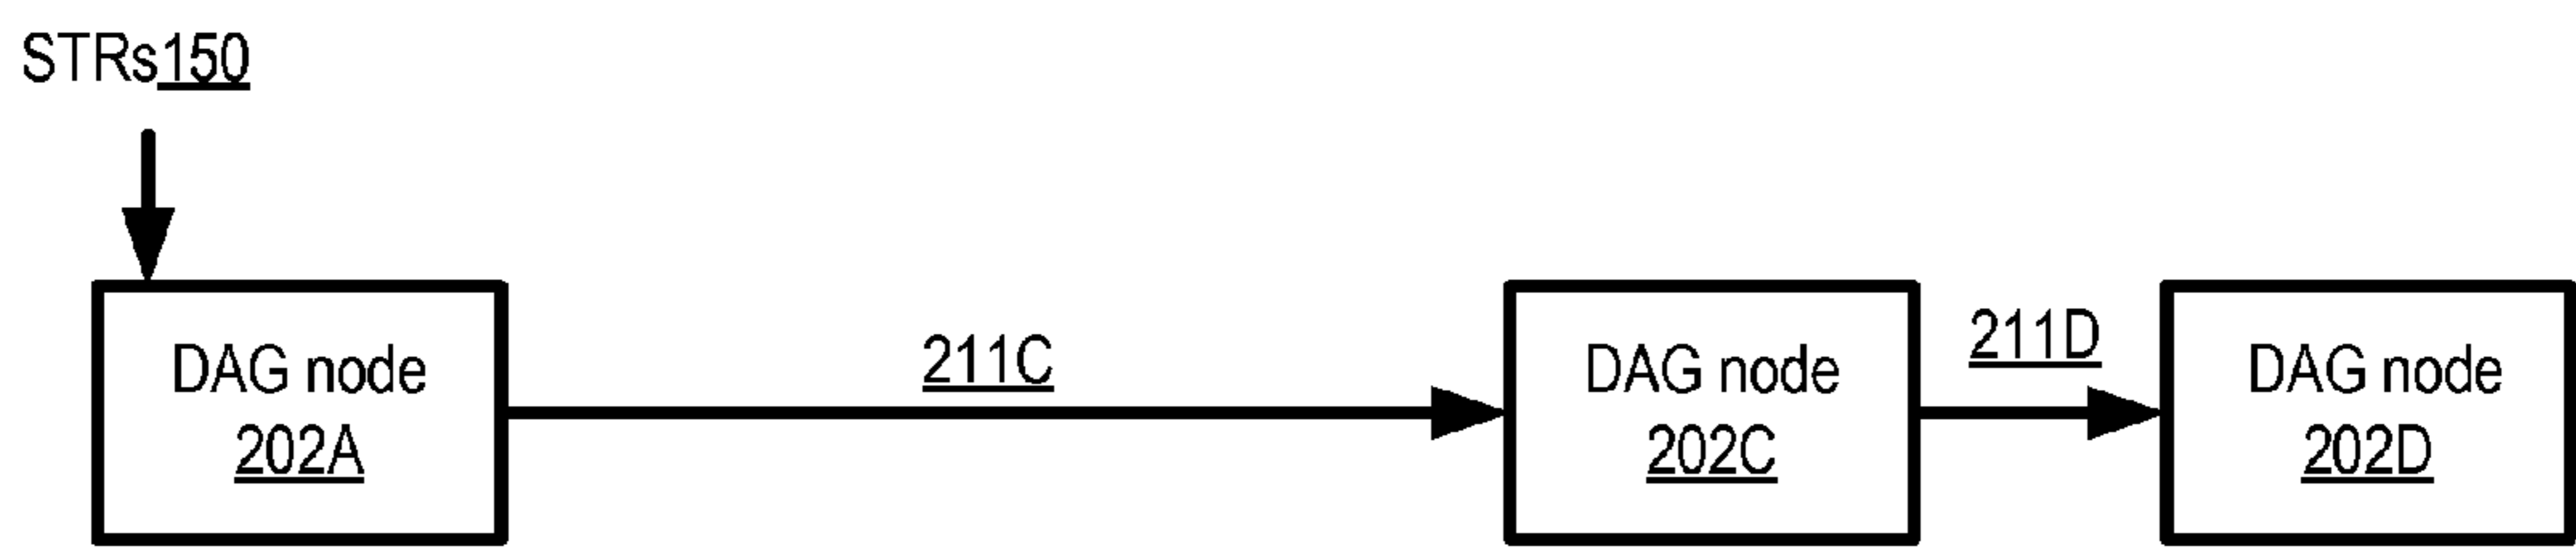 STRs150
DAG node
202A
211C
DAG node
202C
211D
DAG node
202D